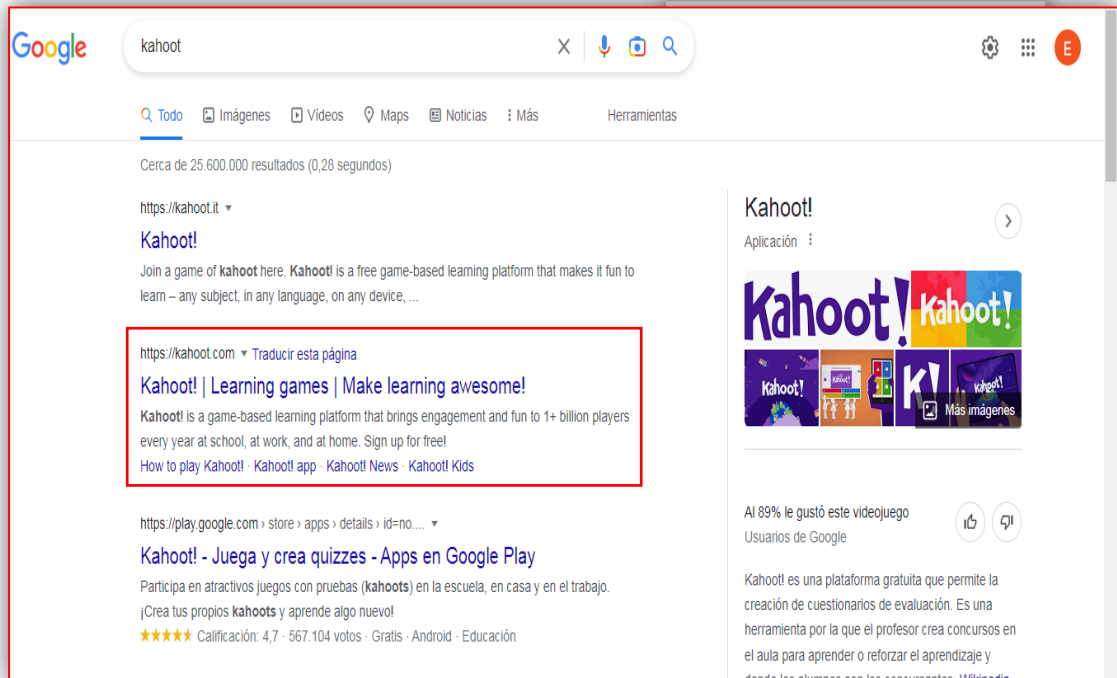 Google
kahoot
E
Todo Imágenes Vídeos Maps Noticias Más Herramientas
Cerca de 25.600.000 resultados (0,28 segundos)
https://kahoot.it
Kahoot!
Join a game of kahoot here. Kahoot! is a free game-based learning platform that makes it fun to
learn – any subject, in any language, on any device, ...
https://kahoot.com Traducir esta página
Kahoot! | Learning games | Make learning awesome!
Kahoot! is a game-based learning platform that brings engagement and fun to 1+ billion players
every year at school, at work, and at home. Sign up for free!
How to play Kahoot! · Kahoot! app · Kahoot! News · Kahoot! Kids
https://play.google.com › store › apps › details › id=no....
Kahoot! - Juega y crea quizzes - Apps en Google Play
Participa en atractivos juegos con pruebas (kahoots) en la escuela, en casa y en el trabajo.
¡Crea tus propios kahoots y aprende algo nuevo!
Calificación: 4,7 · 567.104 votos · Gratis · Android · Educación
Kahoot!
Aplicación
Kahoot! Kahoot!
Kahoot! Kahoot! K! Kahoot!
Más imágenes
Al 89% le gustó este videojuego
Usuarios de Google
Kahoot! es una plataforma gratuita que permite la
creación de cuestionarios de evaluación. Es una
herramienta por la que el profesor crea concursos en
el aula para aprender o reforzar el aprendizaje y
donde los alumnos son los concursantes. Wikipedia